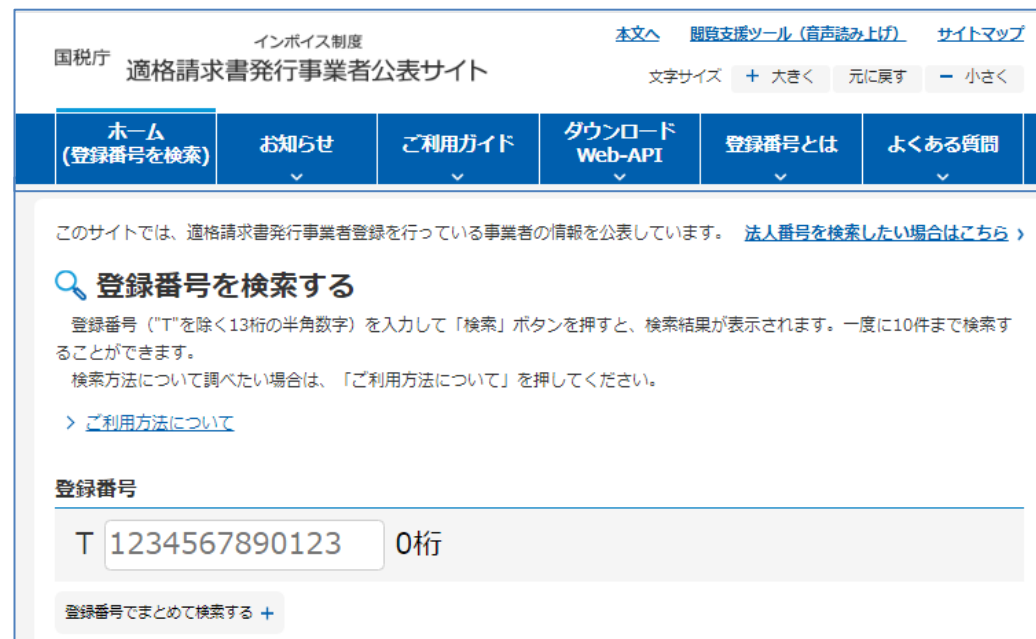 本文へ 閲覧支援ツール（音声読み上げ） サイトマップ
国税庁 インボイス制度
適格請求書発行事業者公表サイト
文字サイズ + 大きく 元に戻す − 小さく
ホーム
(登録番号を検索)
お知らせ
ご利用ガイド
ダウンロード
Web-API
登録番号とは
よくある質問
このサイトでは、適格請求書発行事業者登録を行っている事業者の情報を公表しています。 法人番号を検索したい場合はこちら
登録番号を検索する
登録番号（"T"を除く13桁の半角数字）を入力して「検索」ボタンを押すと、検索結果が表示されます。一度に10件まで検索す
ることができます。
検索方法について調べたい場合は、「ご利用方法について」を押してください。
ご利用方法について
登録番号
T 1234567890123 0桁
登録番号でまとめて検索する +